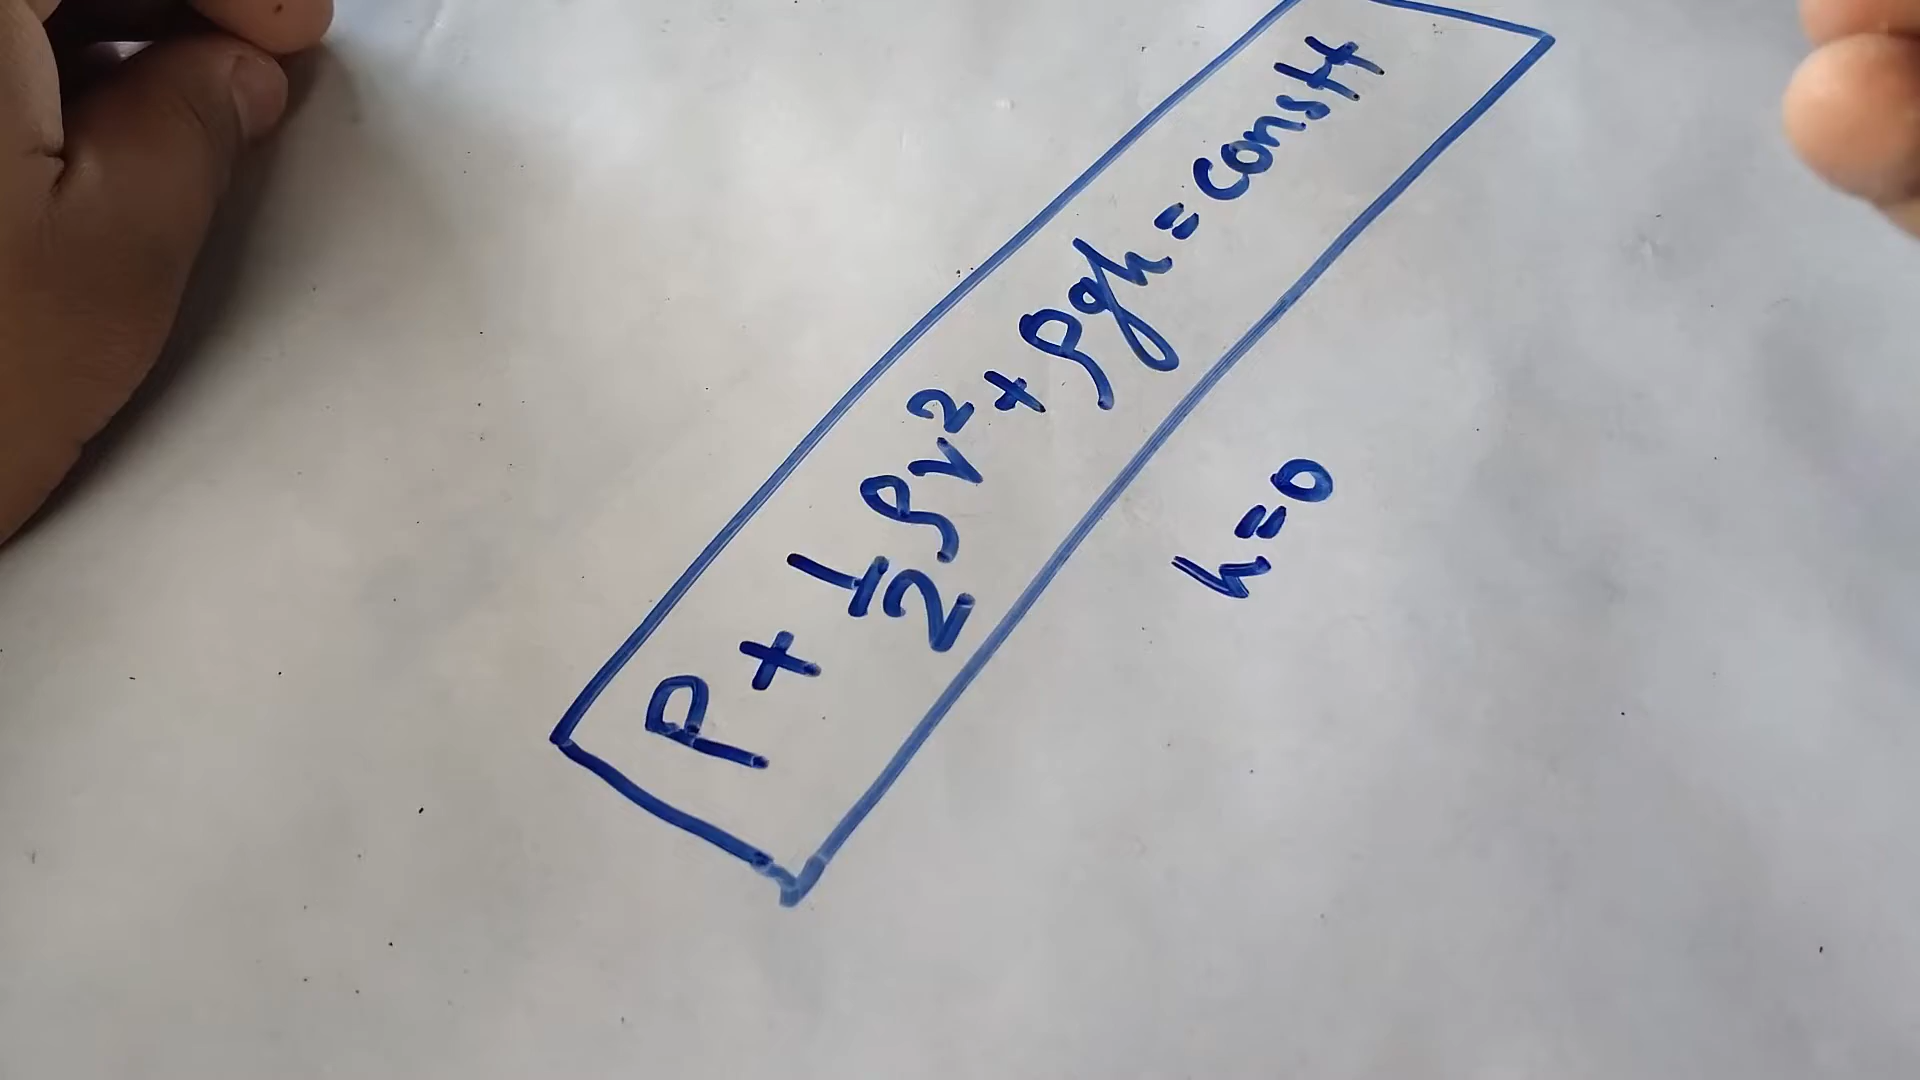 P + 1/2 ρv² + ρgh = constt
h=0